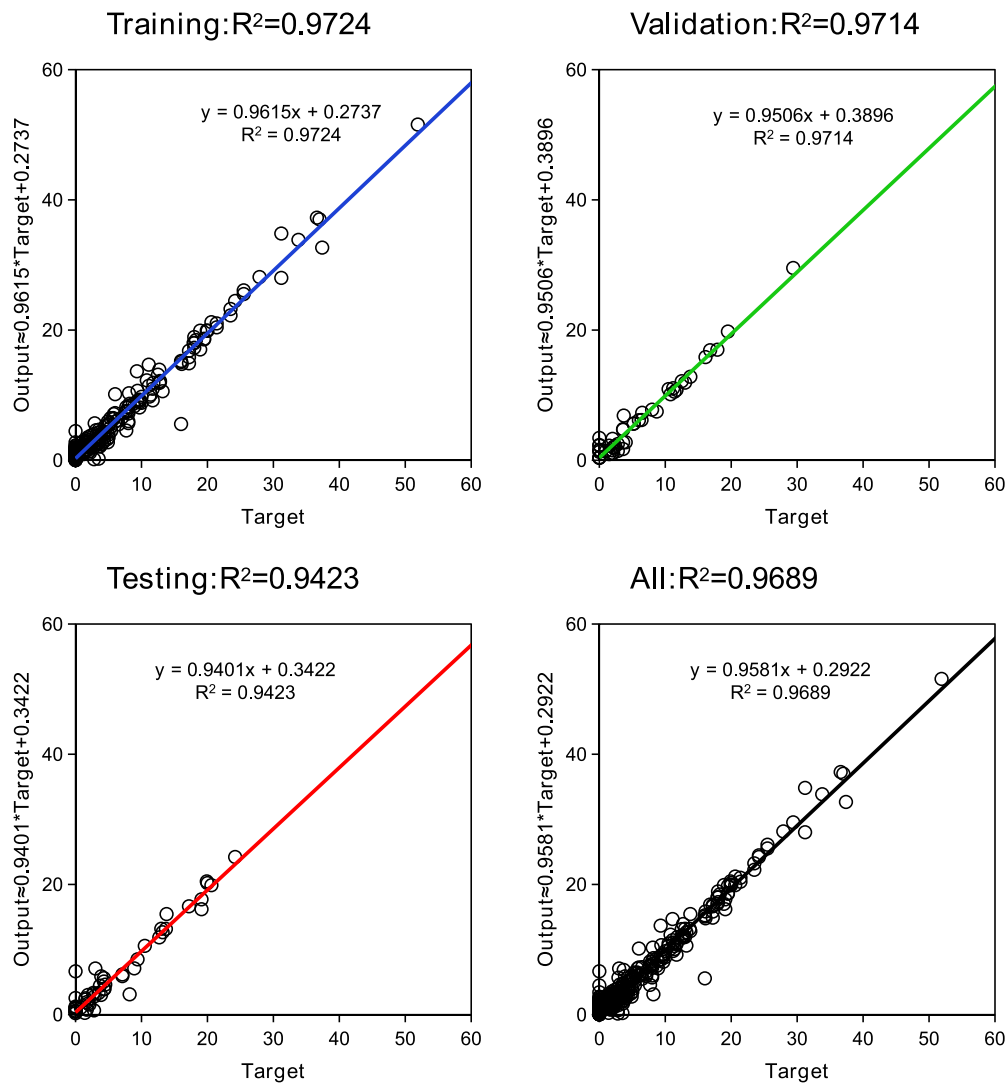 Training:R²=0.9724
Output≈0.9615*Target+0.2737
y = 0.9615x + 0.2737
R² = 0.9724
60
40
20
0
0 10 20 30 40 50 60
Target
Validation:R²=0.9714
Output≈0.9506*Target+0.3896
y = 0.9506x + 0.3896
R² = 0.9714
60
40
20
0
0 10 20 30 40 50 60
Target
Testing:R²=0.9423
Output≈0.9401*Target+0.3422
y = 0.9401x + 0.3422
R² = 0.9423
60
40
20
0
0 10 20 30 40 50 60
Target
All:R²=0.9689
Output≈0.9581*Target+0.2922
y = 0.9581x + 0.2922
R² = 0.9689
60
40
20
0
0 10 20 30 40 50 60
Target